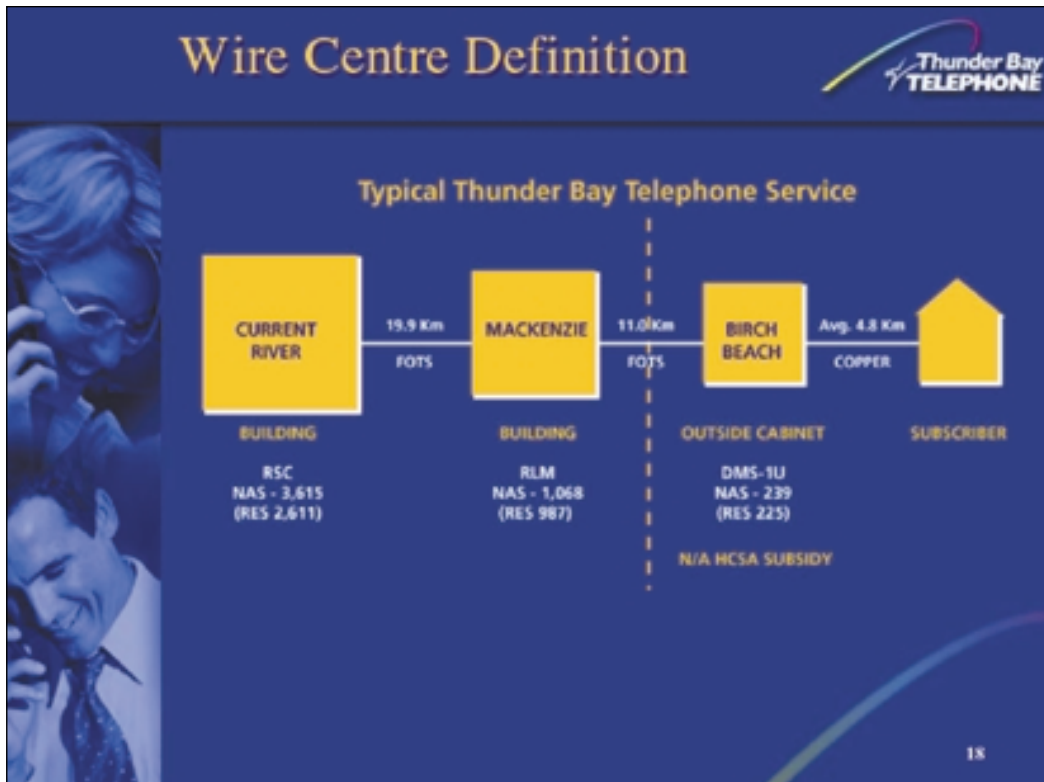 Wire Centre Definition
Thunder Bay
TELEPHONE
Typical Thunder Bay Telephone Service
CURRENT
RIVER
19.9 Km
FOTS
MACKENZIE
11.0 Km
FOTS
BIRCH
BEACH
Avg. 4.8 Km
COPPER
BUILDING
BUILDING
OUTSIDE CABINET
SUBSCRIBER
RSC
NAS - 3,615
(RES 2,611)
RLM
NAS - 1,068
(RES 987)
DMS-1U
NAS - 239
(RES 225)
N/A HCSA SUBSIDY
18